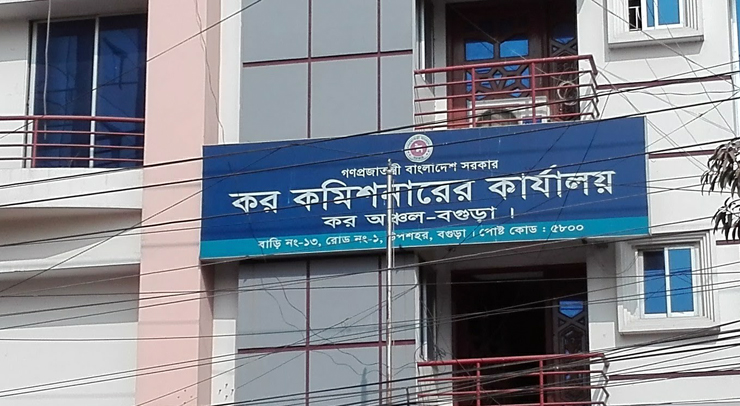 গণপ্রজাতন্ত্রী বাংলাদেশ সরকার
কর কমিশনারের কার্যালয়
কর অঞ্চল-বগুড়া ।
বাড়ি নং-১৩, রোড নং-১, উপশহর, বগুড়া । পোষ্ট কোড : ৫৮০০